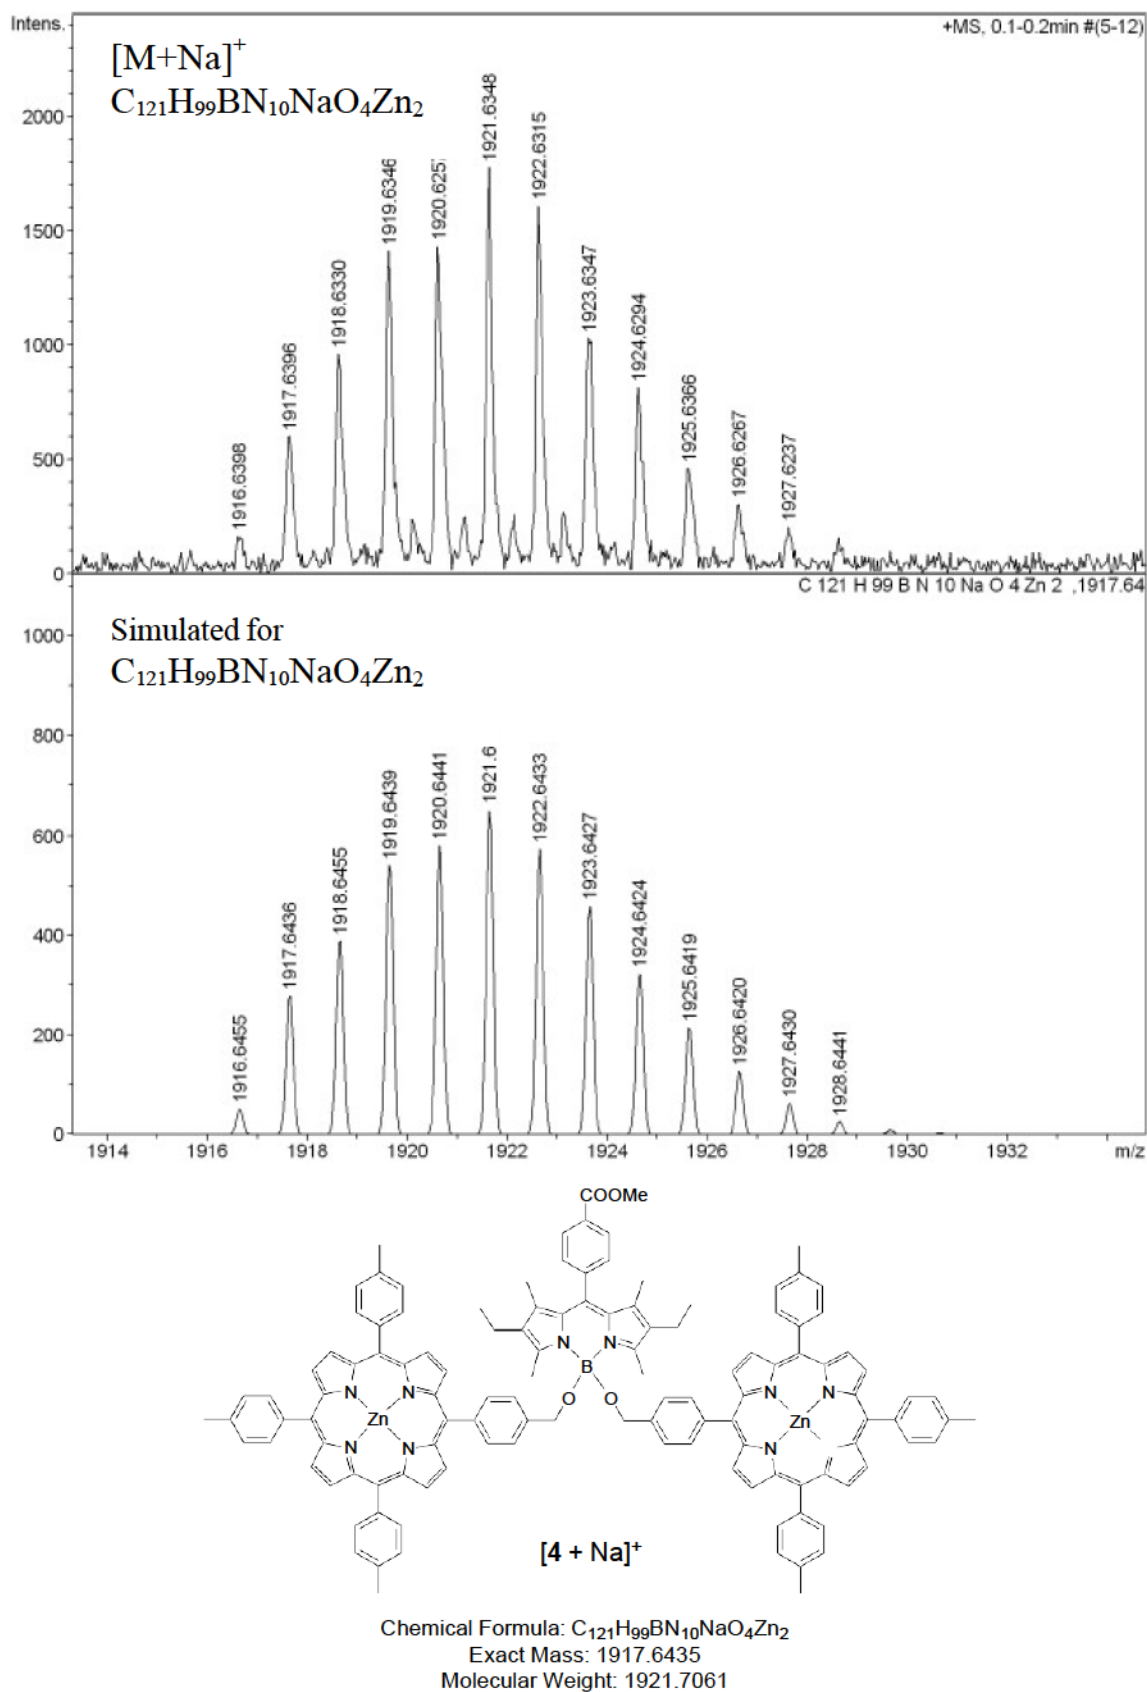 Intens.
+MS, 0.1-0.2min #(5-12)
[M+Na]⁺
C₁₂₁H₉₉BN₁₀NaO₄Zn₂
2000
1500
1000
500
0
1916.6398
1917.6396
1918.6330
1919.6346
1920.625
1921.6348
1922.6315
1923.6347
1924.6294
1925.6366
1926.6267
1927.6237
C 121 H 99 B N 10 Na O 4 Zn 2 ,1917.64
Simulated for
C₁₂₁H₉₉BN₁₀NaO₄Zn₂
1000
800
600
400
200
0
1916.6455
1917.6436
1918.6455
1919.6439
1920.6441
1921.6
1922.6433
1923.6427
1924.6424
1925.6419
1926.6420
1927.6430
1928.6441
1914 1916 1918 1920 1922 1924 1926 1928 1930 1932 m/z
COOMe
N N
B
O O
N N
Zn
N N
N N
Zn
N
[4 + Na]⁺
Chemical Formula: C₁₂₁H₉₉BN₁₀NaO₄Zn₂
Exact Mass: 1917.6435
Molecular Weight: 1921.7061